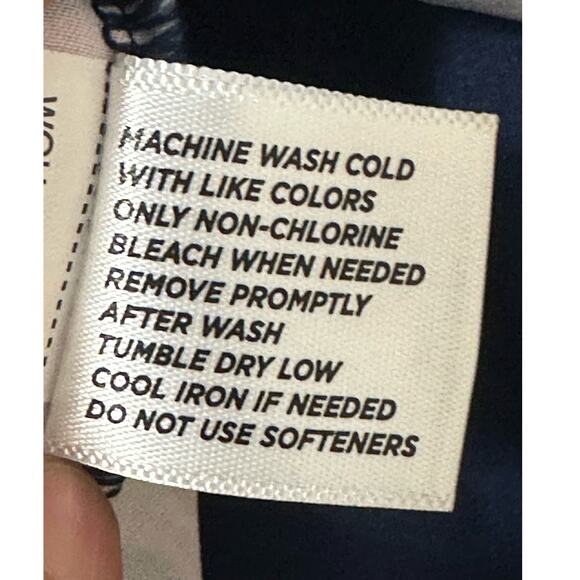 MACHINE WASH COLD
WITH LIKE COLORS
ONLY NON-CHLORINE
BLEACH WHEN NEEDED
REMOVE PROMPTLY
AFTER WASH
TUMBLE DRY LOW
COOL IRON IF NEEDED
DO NOT USE SOFTENERS